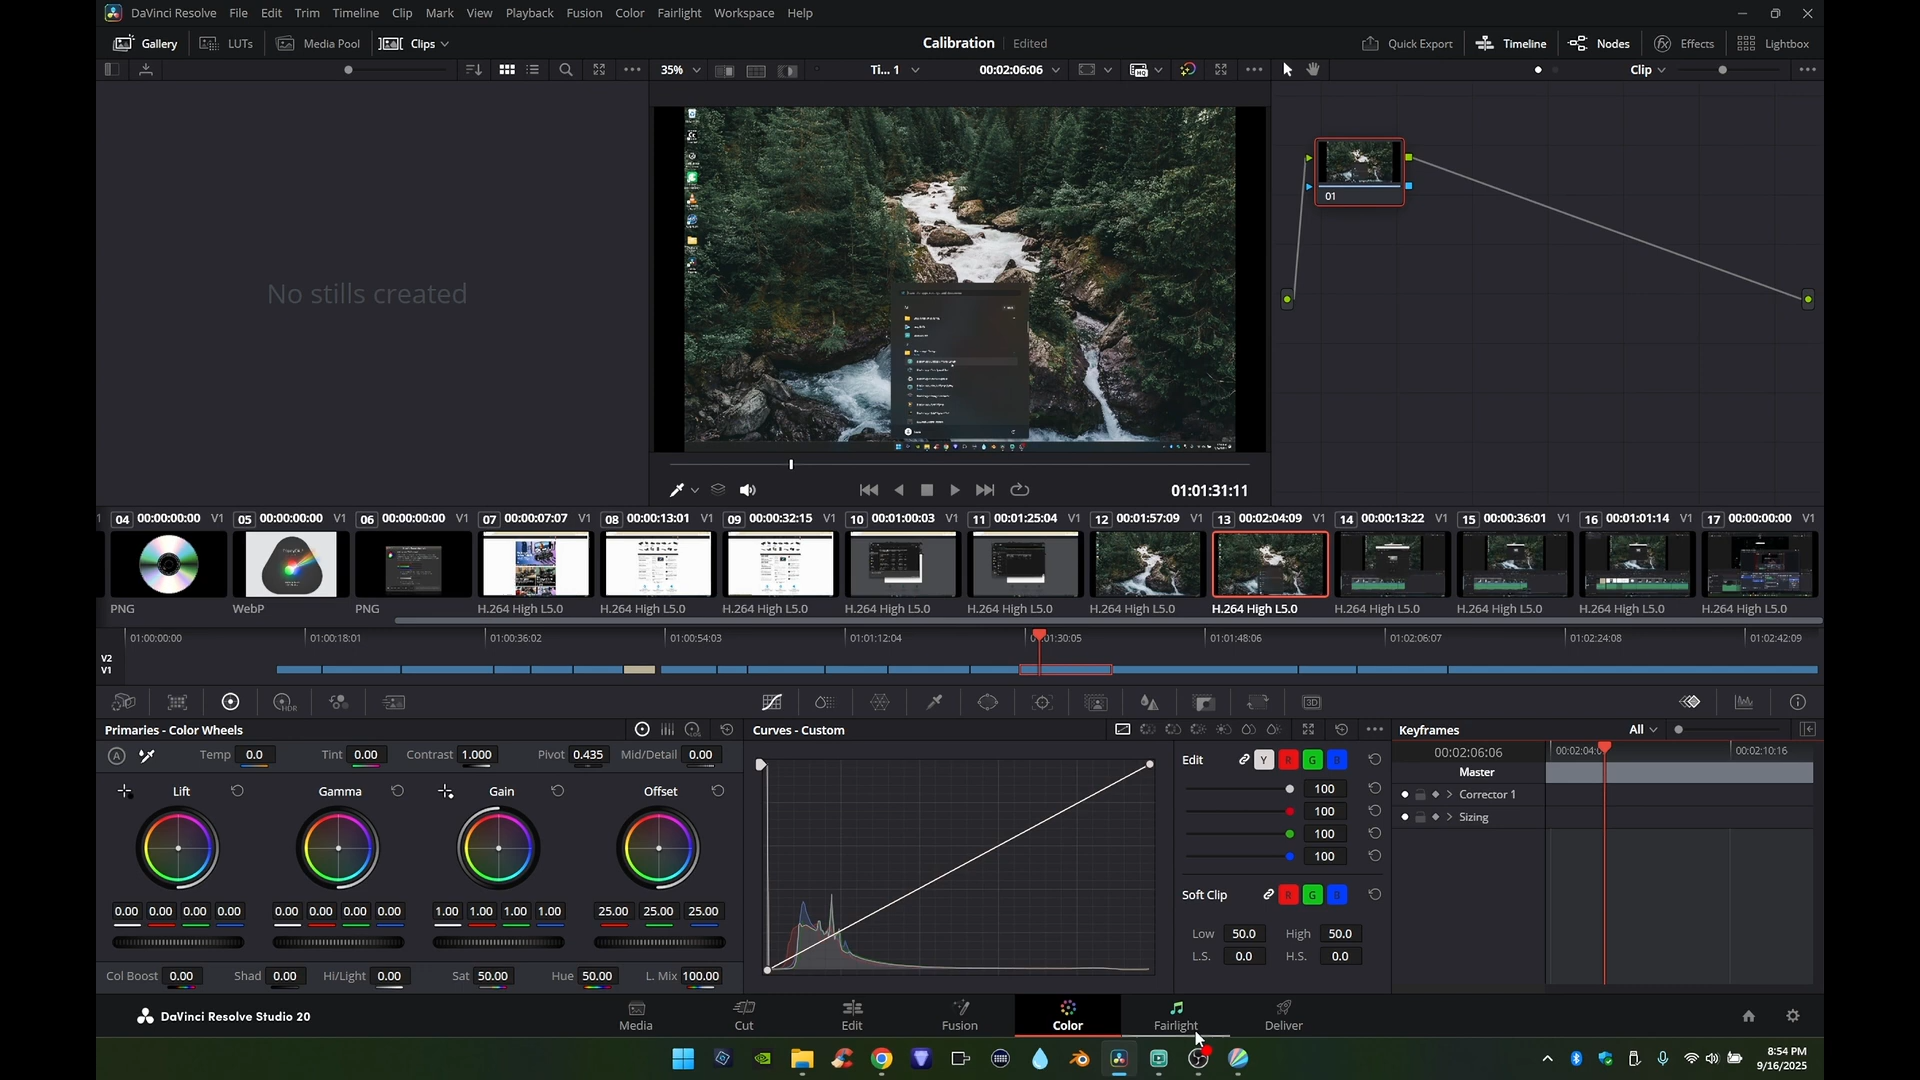 DaVinci Resolve File Edit Trim Timeline Clip Mark View Playback Fusion Color Fairlight Workspace Help
Gallery LUTs Media Pool Clips Calibration Edited Quick Export Timeline Nodes Effects Lightbox
35% Ti... 1 00:02:06:06 Clip
No stills created
01
01:01:31:11
04 00:00:00:00 V1 05 00:00:00:00 V1 06 00:00:00:00 V1 07 00:00:07:07 V1 08 00:00:13:01 V1 09 00:00:32:15 V1 10 00:01:00:03 V1 11 00:01:25:04 V1 12 00:01:57:09 V1 13 00:02:04:09 V1 14 00:00:13:22 V1 15 00:00:36:01 V1 16 00:01:01:14 V1 17 00:00:00:00 V1
PNG WebP PNG H.264 High L5.0 H.264 High L5.0 H.264 High L5.0 H.264 High L5.0 H.264 High L5.0 H.264 High L5.0 H.264 High L5.0 H.264 High L5.0 H.264 High L5.0 H.264 High L5.0 H.264 High L5.0
01:00:00:00 01:00:18:01 01:00:36:02 01:00:54:03 01:01:12:04 01:01:30:05 01:01:48:06 01:02:06:07 01:02:24:08 01:02:42:09
V2
V1
HDR 3D
Primaries - Color Wheels Curves - Custom Keyframes All
A Temp 0.0 Tint 0.00 Contrast 1.000 Pivot 0.435 Mid/Detail 0.00 Edit Y R G B 00:02:06:06 00:02:04:0 00:02:10:16
Master
Lift Gamma Gain Offset 100 Corrector 1
100 Sizing
100
100
Soft Clip R G B
0.00 0.00 0.00 0.00 0.00 0.00 0.00 0.00 1.00 1.00 1.00 1.00 25.00 25.00 25.00
Low 50.0 High 50.0
L.S. 0.0 H.S. 0.0
Col Boost 0.00 Shad 0.00 Hi/Light 0.00 Sat 50.00 Hue 50.00 L. Mix 100.00
DaVinci Resolve Studio 20 Media Cut Edit Fusion Color Fairlight Deliver
8:54 PM
9/16/2025